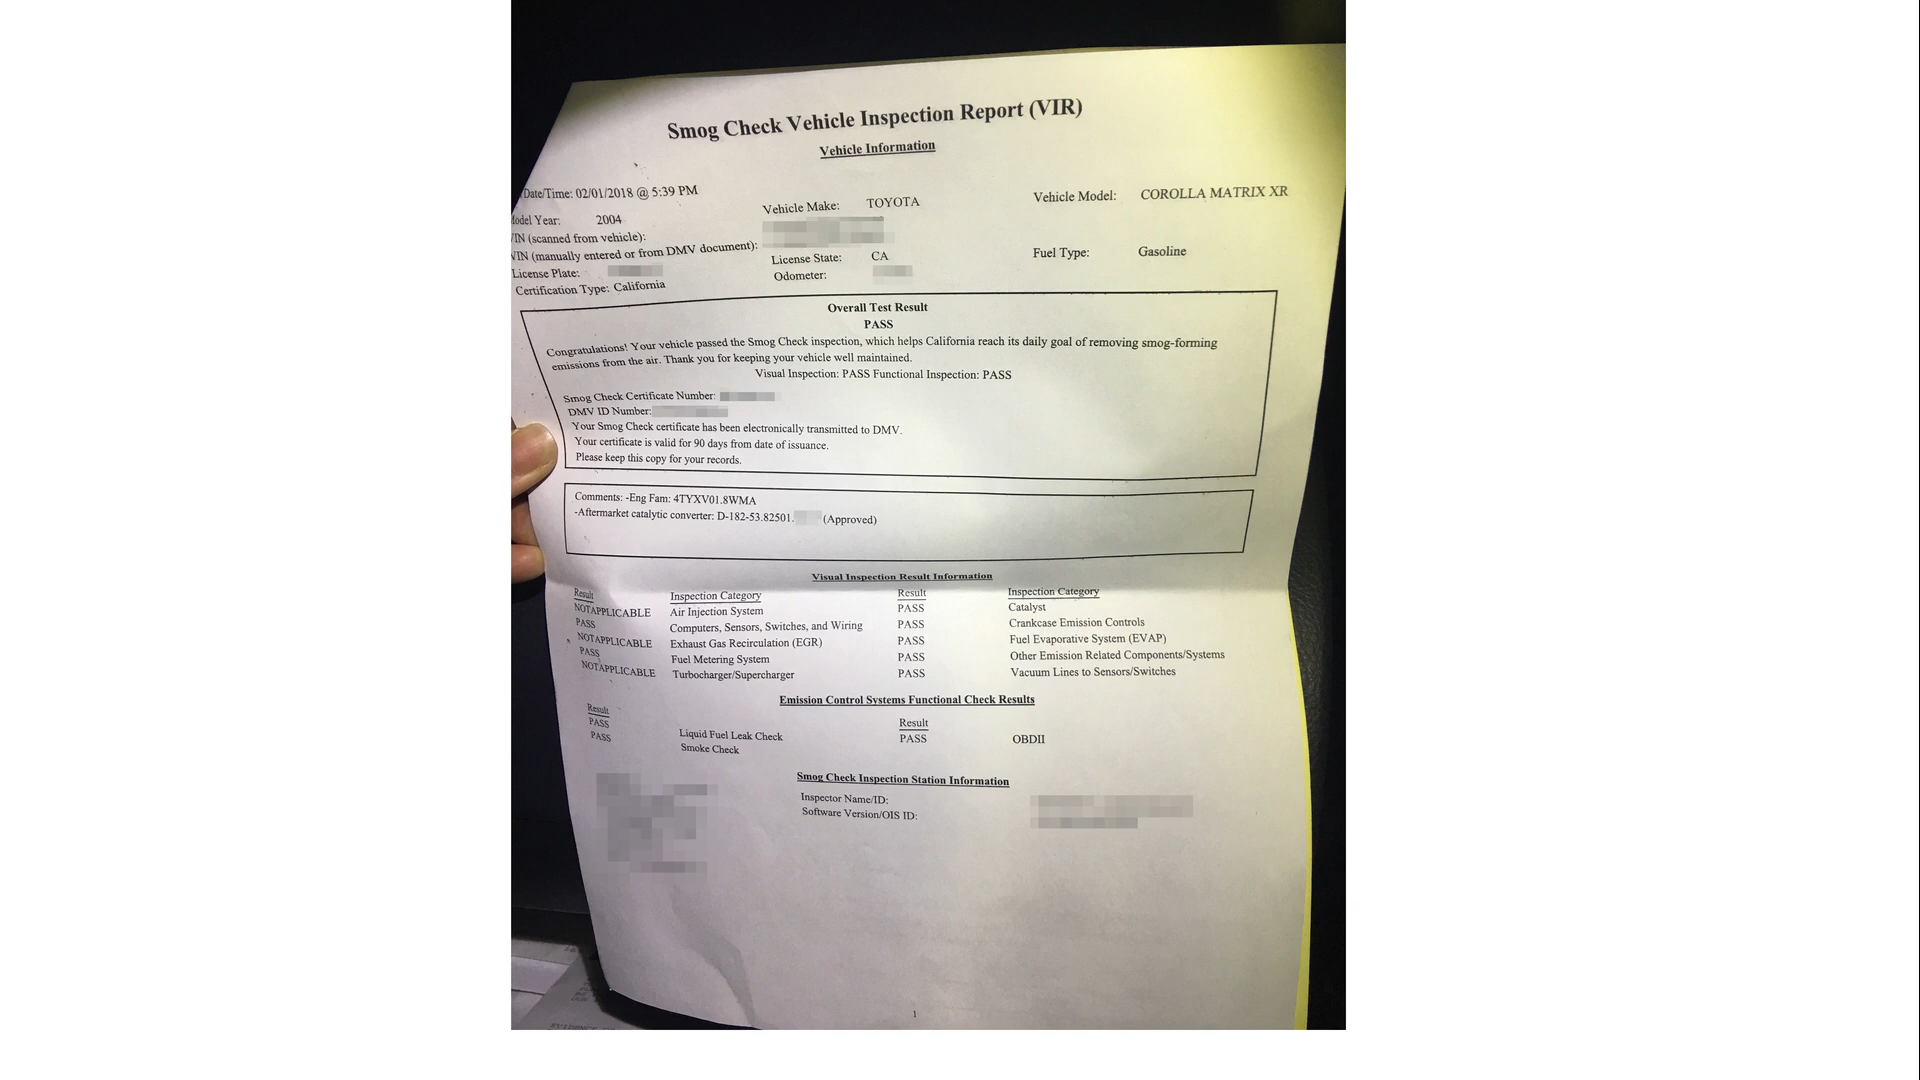 Smog Check Vehicle Inspection Report (VIR)
Vehicle Information
Date/Time: 02/01/2018 @ 5:39 PM
Model Year: 2004
Vehicle Make: TOYOTA
Vehicle Model: COROLLA MATRIX XR
VIN (scanned from vehicle):
VIN (manually entered or from DMV document):
License Plate:
License State: CA
Fuel Type: Gasoline
Certification Type: California
Odometer:
Overall Test Result
PASS
Congratulations! Your vehicle passed the Smog Check inspection, which helps California reach its daily goal of removing smog-forming
emissions from the air. Thank you for keeping your vehicle well maintained.
Visual Inspection: PASS Functional Inspection: PASS
Smog Check Certificate Number:
DMV ID Number:
Your Smog Check certificate has been electronically transmitted to DMV.
Your certificate is valid for 90 days from date of issuance.
Please keep this copy for your records.
Comments: -Eng Fam: 4TYXV01.8WMA
-Aftermarket catalytic converter: D-182-53.82501. (Approved)
Visual Inspection Result Information
Result Inspection Category Result Inspection Category
NOTAPPLICABLE Air Injection System PASS Catalyst
PASS Computers, Sensors, Switches, and Wiring PASS Crankcase Emission Controls
NOTAPPLICABLE Exhaust Gas Recirculation (EGR) PASS Fuel Evaporative System (EVAP)
PASS Fuel Metering System PASS Other Emission Related Components/Systems
NOTAPPLICABLE Turbocharger/Supercharger PASS Vacuum Lines to Sensors/Switches
Emission Control Systems Functional Check Results
Result Result
PASS Liquid Fuel Leak Check PASS OBDII
PASS Smoke Check
Smog Check Inspection Station Information
Inspector Name/ID:
Software Version/OIS ID:
1